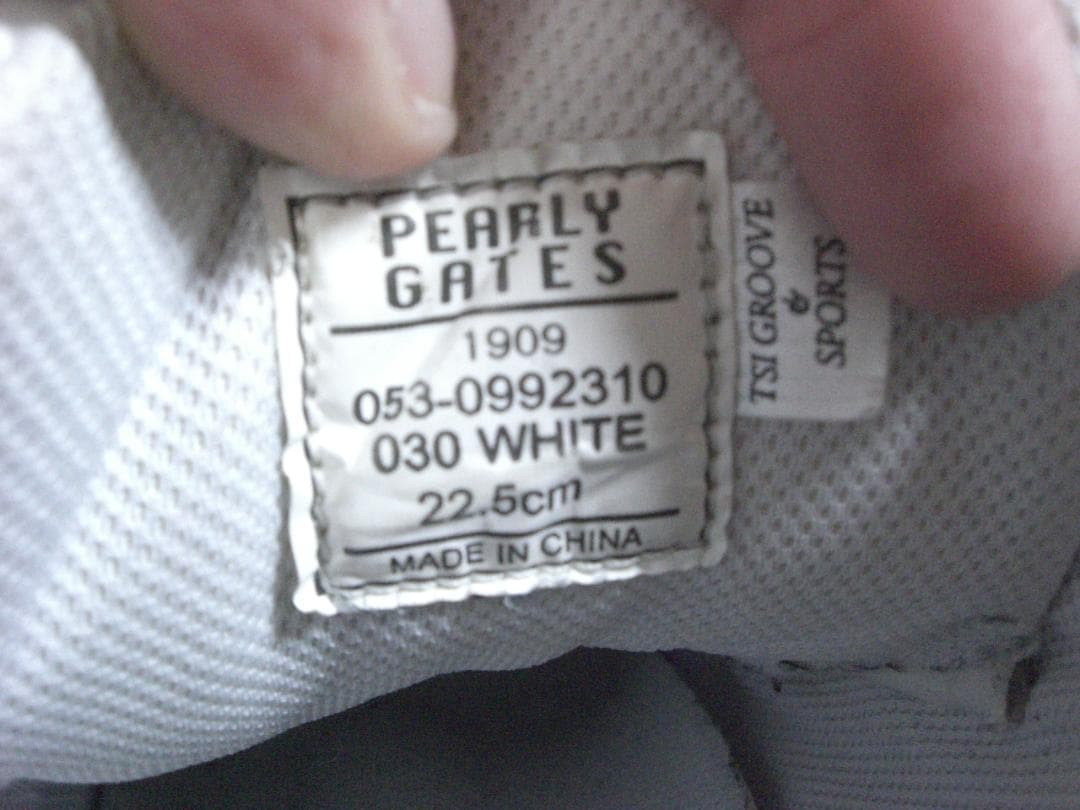 PEARLY
GATES
1909
053-0992310
030 WHITE
22.5cm
MADE IN CHINA
TSI GROOVE
&
SPORTS